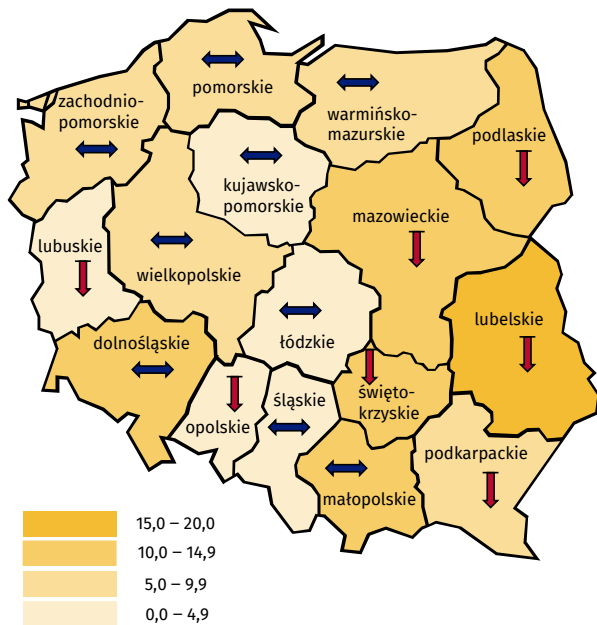 pomorskie
zachodnio-
pomorskie
warmińsko-
mazurskie
podlaskie
kujawsko-
pomorskie
mazowieckie
lubuskie
wielkopolskie
lubelskie
dolnośląskie
łódzkie
śląskie
święto-
krzyskie
opolskie
podkarpackie
małopolskie
15,0 – 20,0
10,0 – 14,9
5,0 – 9,9
0,0 – 4,9